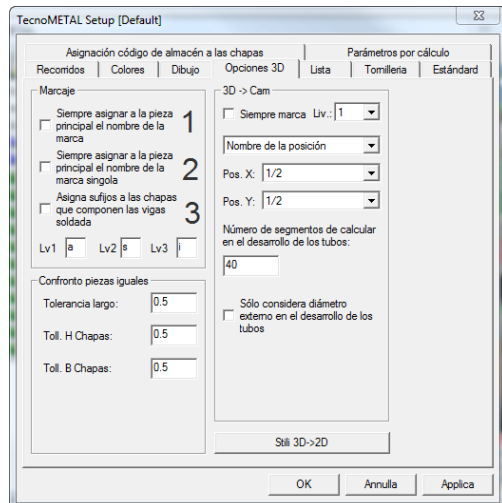 TecnoMETAL Setup [Default]
Asignación código de almacén a las chapas
Parámetros por cálculo
Recorridos
Colores
Dibujo
Opciones 3D
Lista
Tornilleria
Estándard
Marcaje
Siempre asignar a la pieza
principal el nombre de la
marca
1
Siempre asignar a la pieza
principal el nombre de la
marca singola
2
Asigna sufijos a las chapas
que componen las vigas
soldada
3
Lv1 a Lv2 s Lv3 i
Confronto piezas iguales
Tolerancia largo: 0.5
Toll. H Chapas: 0.5
Toll. B Chapas: 0.5
3D -> Cam
Siempre marca Liv.: 1
Nombre de la posición
Pos. X: 1/2
Pos. Y: 1/2
Número de segmentos de calcular
en el desarrollo de los tubos:
40
Sólo considera diámetro
externo en el desarrollo de los
tubos
Stili 3D->2D
OK
Annulla
Applica